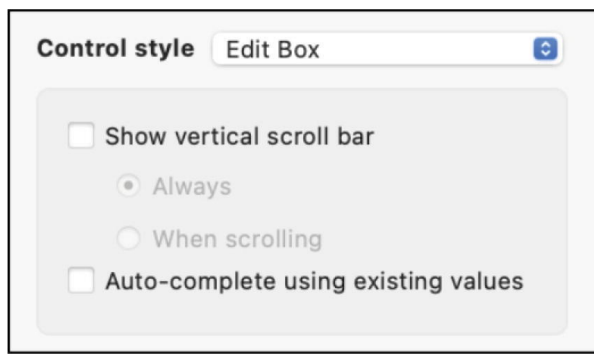 Control style Edit Box
Show vertical scroll bar
Always
When scrolling
Auto-complete using existing values